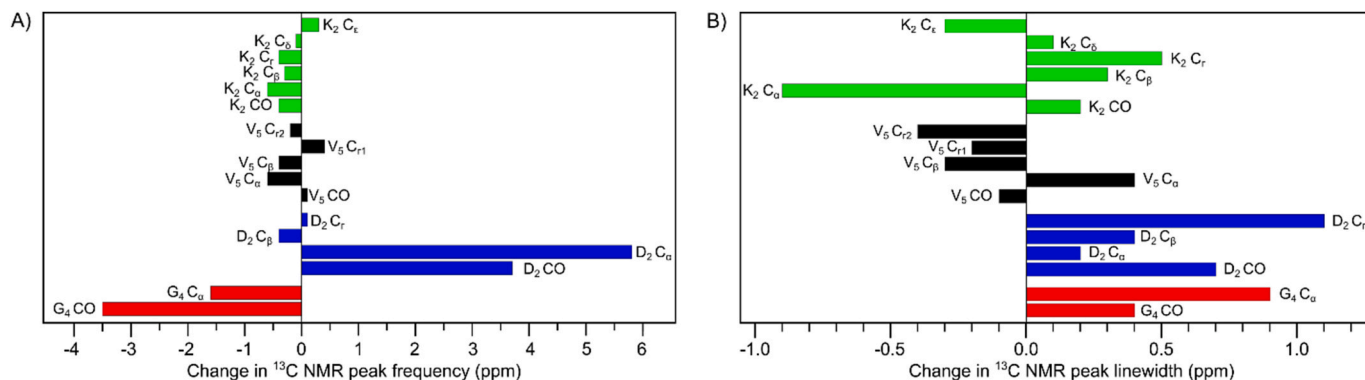 A)
K₂ Cε
K₂ Cδ
K₂ Cr
K₂ Cβ
K₂ Cα
K₂ CO
V₅ Cr2
V₅ Cr1
V₅ Cβ
V₅ Cα
V₅ CO
D₂ Cr
D₂ Cβ
D₂ Cα
D₂ CO
G₄ Cα
G₄ CO
-4 -3 -2 -1 0 1 2 3 4 5 6
Change in ¹³C NMR peak frequency (ppm)
B)
K₂ Cε
K₂ Cδ
K₂ Cr
K₂ Cβ
K₂ Cα
K₂ CO
V₅ Cr2
V₅ Cr1
V₅ Cβ
V₅ Cα
V₅ CO
D₂ Cr
D₂ Cβ
D₂ Cα
D₂ CO
G₄ Cα
G₄ CO
-1.0 -0.5 0.0 0.5 1.0
Change in ¹³C NMR peak linewidth (ppm)